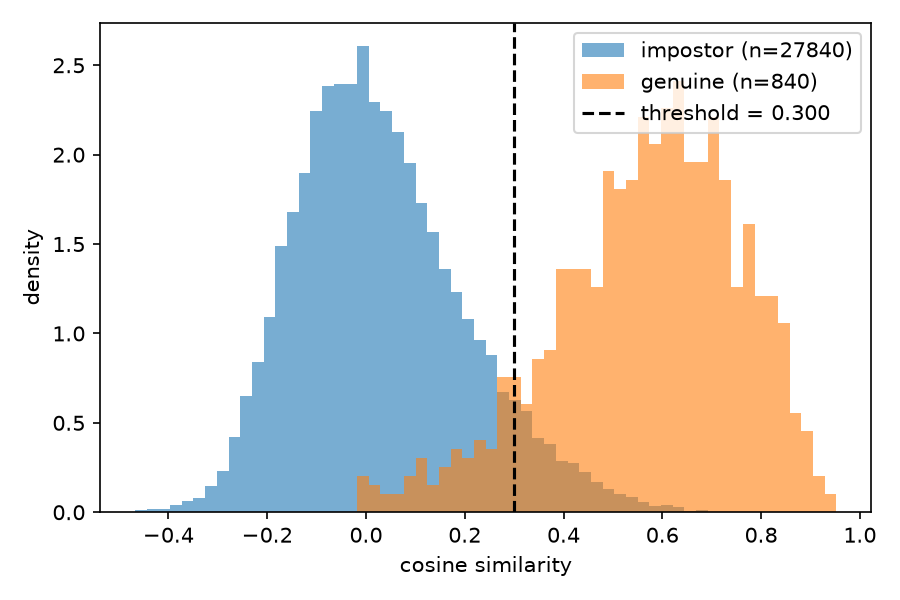 impostor (n=27840)
genuine (n=840)
threshold = 0.300
density
2.5
2.0
1.5
1.0
0.5
0.0
−0.4 −0.2 0.0 0.2 0.4 0.6 0.8 1.0
cosine similarity